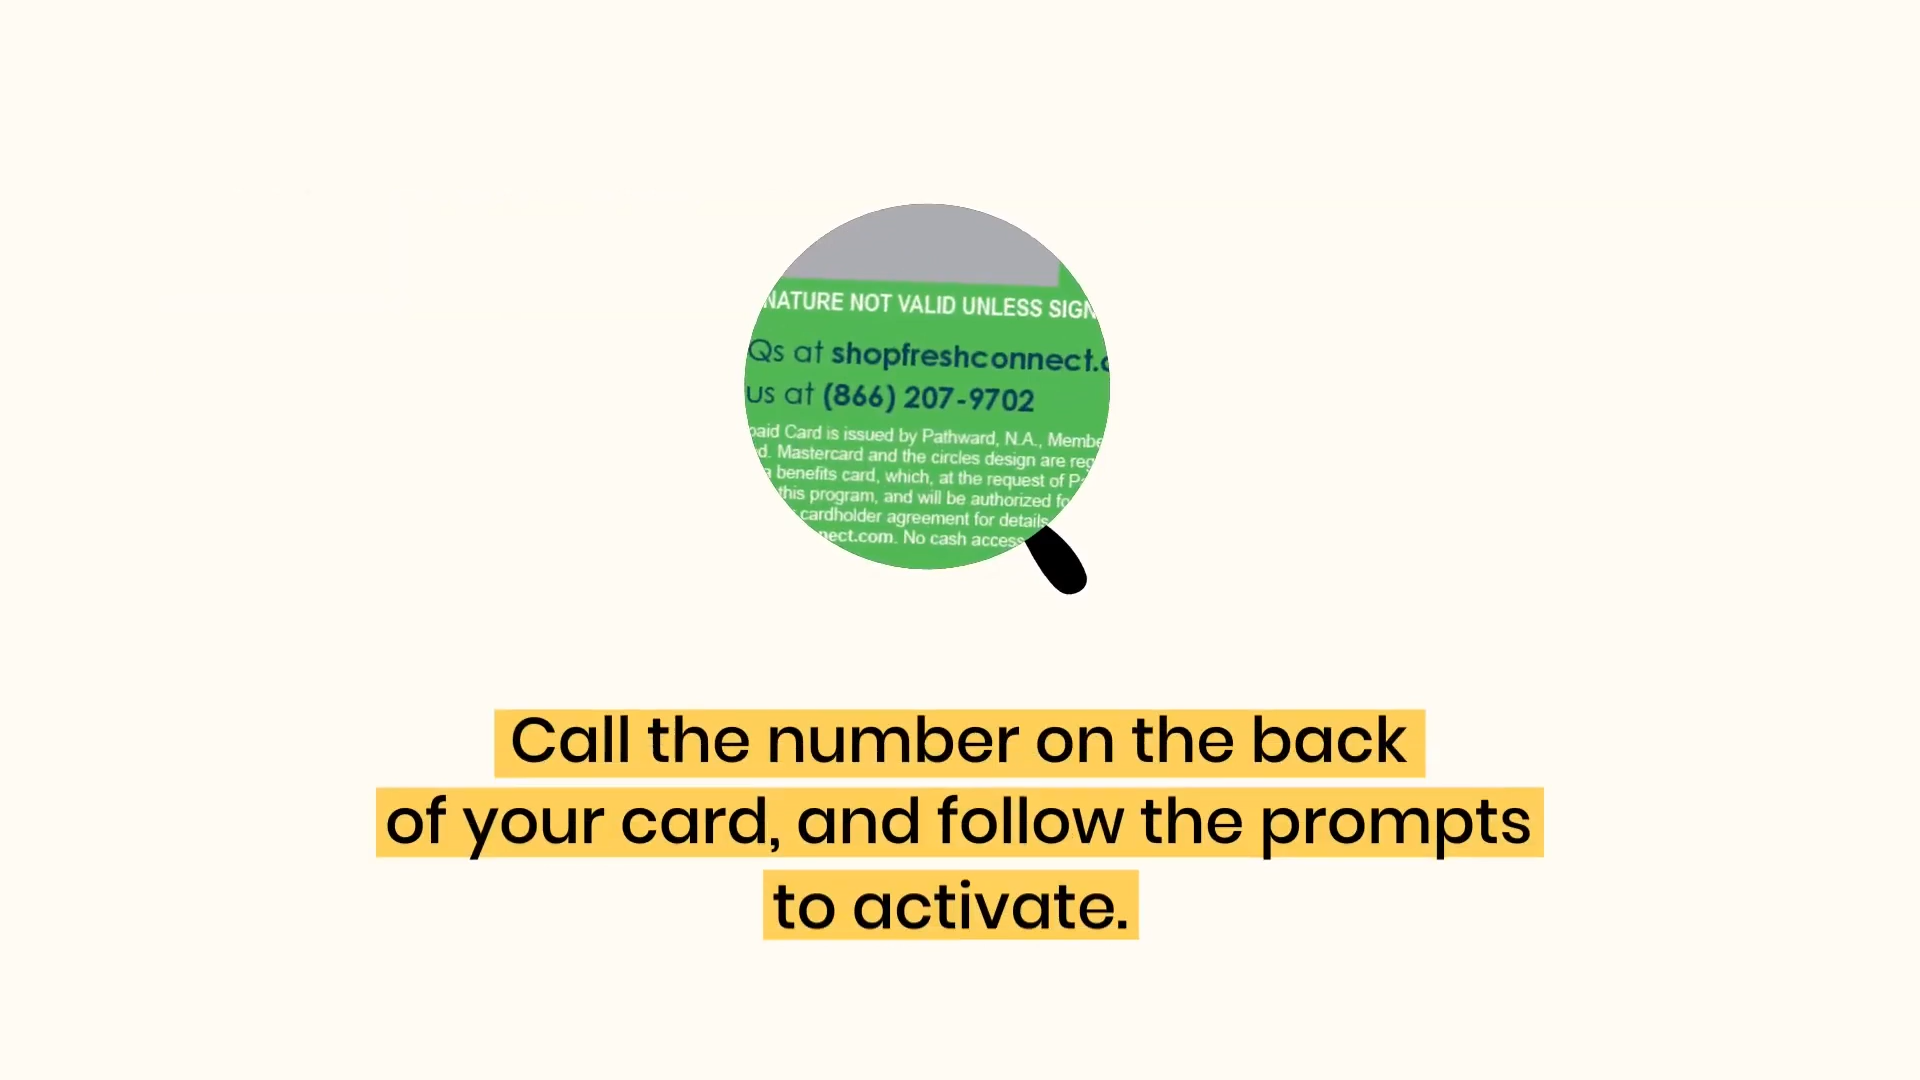 NATURE NOT VALID UNLESS SIGN
Qs at shopfreshconnect.c
us at (866) 207-9702
paid Card is issued by Pathward, N.A., Membe
d. Mastercard and the circles design are reg
a benefits card, which, at the request of Pa
this program, and will be authorized fo
cardholder agreement for details
nect.com. No cash access
Call the number on the back
of your card, and follow the prompts
to activate.